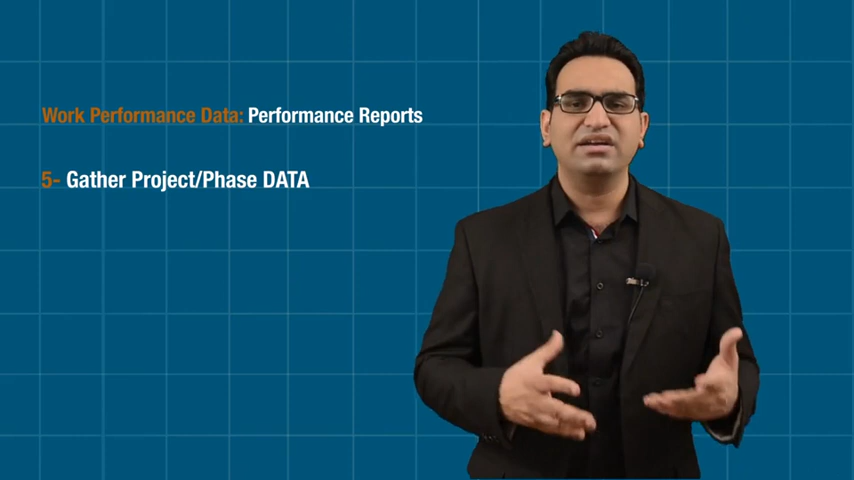 Work Performance Data: Performance Reports
5- Gather Project/Phase DATA